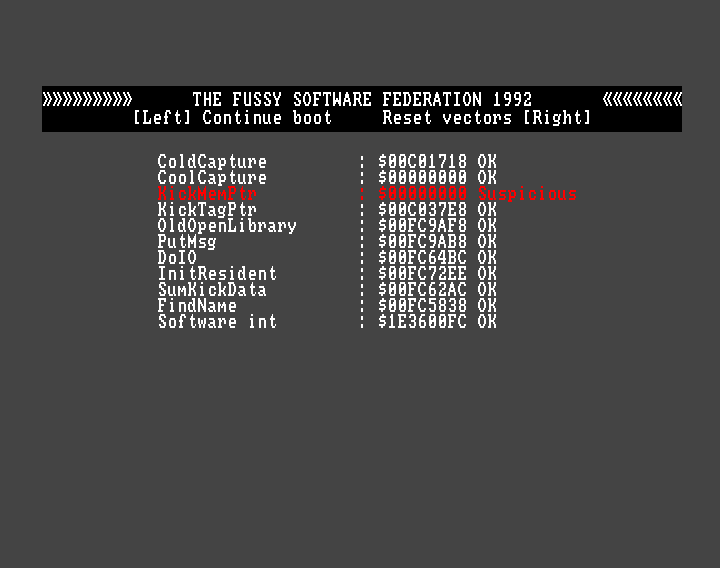 »»»»»»»»» THE FUSSY SOFTWARE FEDERATION 1992 ««««««««
[Left] Continue boot Reset vectors [Right]
ColdCapture : $00C01718 OK
CoolCapture : $00000000 OK
KickMemPtr : $00000000 Suspicious
KickTagPtr : $00C037E8 OK
OldOpenLibrary : $00FC9AF8 OK
PutMsg : $00FC9AB8 OK
DoIO : $00FC64BC OK
InitResident : $00FC72EE OK
SumKickData : $00FC62AC OK
FindName : $00FC5838 OK
Software int : $1E3600FC OK